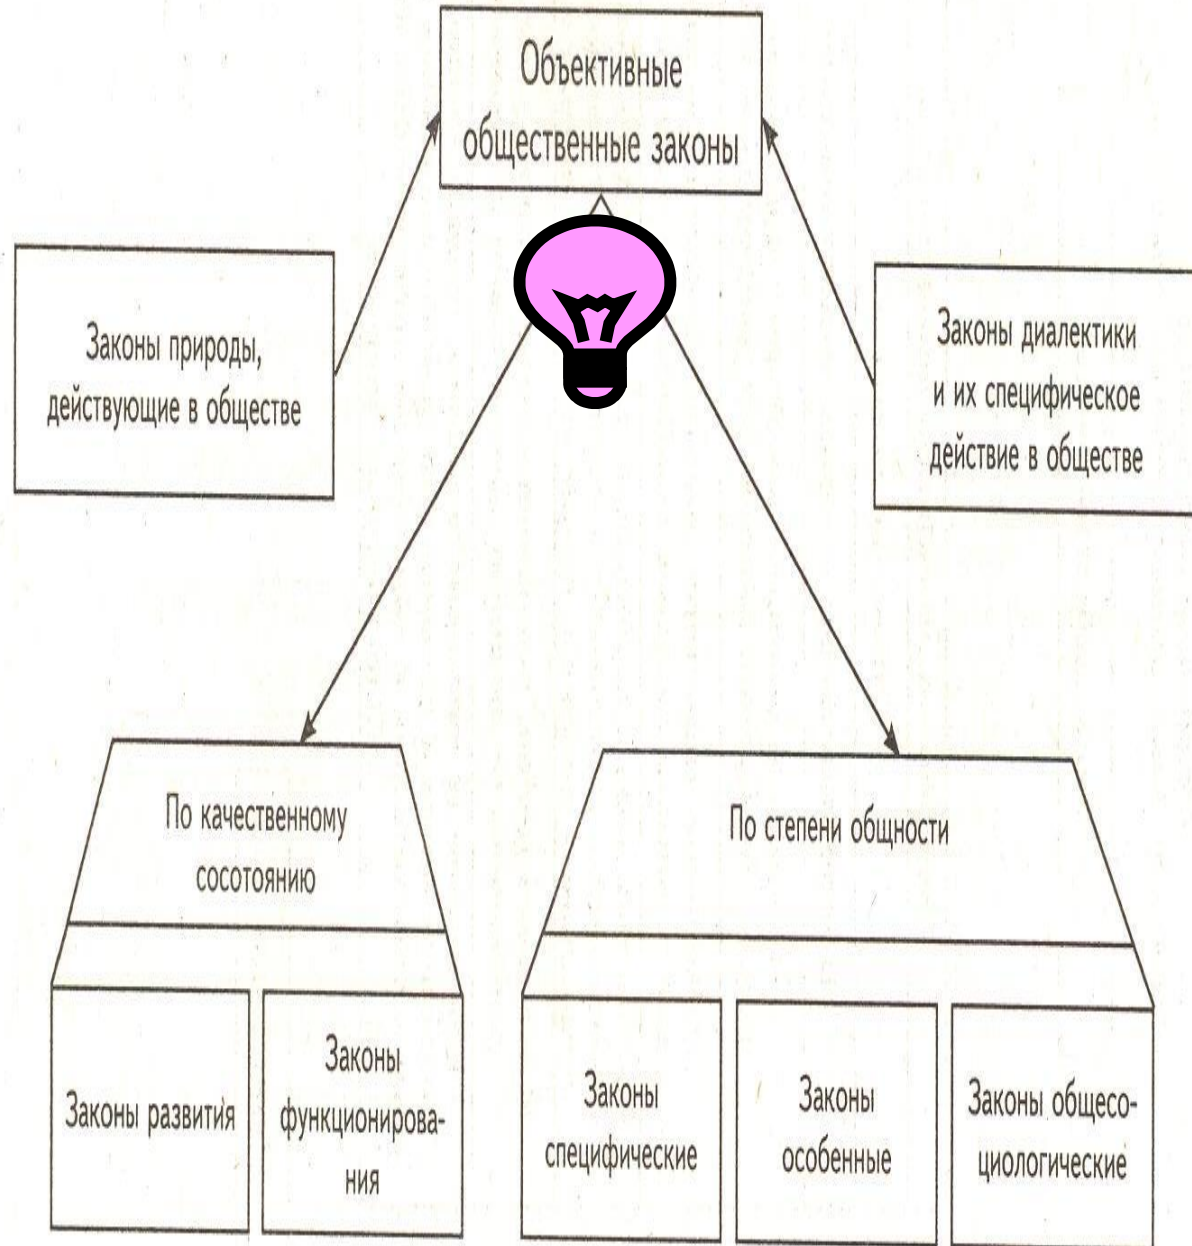 Объективные
общественные законы
Законы природы,
действующие в обществе
Законы диалектики
и их специфическое
действие в обществе
По качественному
сосотоянию
По степени общности
Законы развития
Законы
функционирова-
ния
Законы
специфические
Законы
особенные
Законы общесо-
циологические